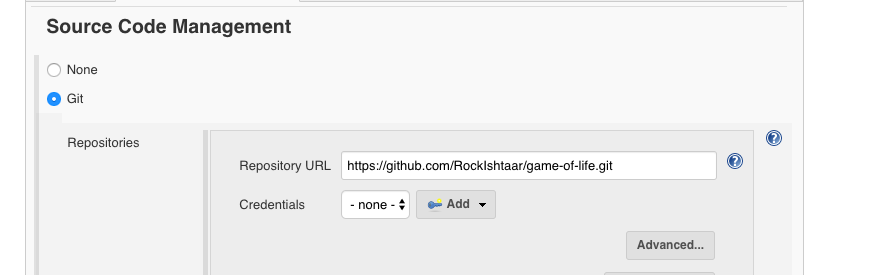 Source Code Management
None
Git
Repositories
Repository URL https://github.com/RockIshtaar/game-of-life.git
Credentials - none - Add
Advanced...